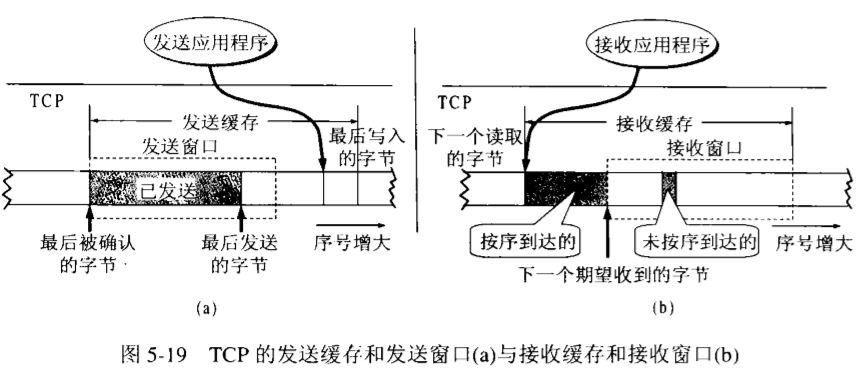 发送应用程序
TCP
发送缓存
最后写入
的字节
发送窗口
已发送
最后被确认
的字节
最后发送
的字节
序号增大
(a)
接收应用程序
TCP
接收缓存
下一个读取
的字节
接收窗口
按序到达的
未按序到达的
序号增大
下一个期望收到的字节
(b)
图 5-19 TCP 的发送缓存和发送窗口(a)与接收缓存和接收窗口(b)